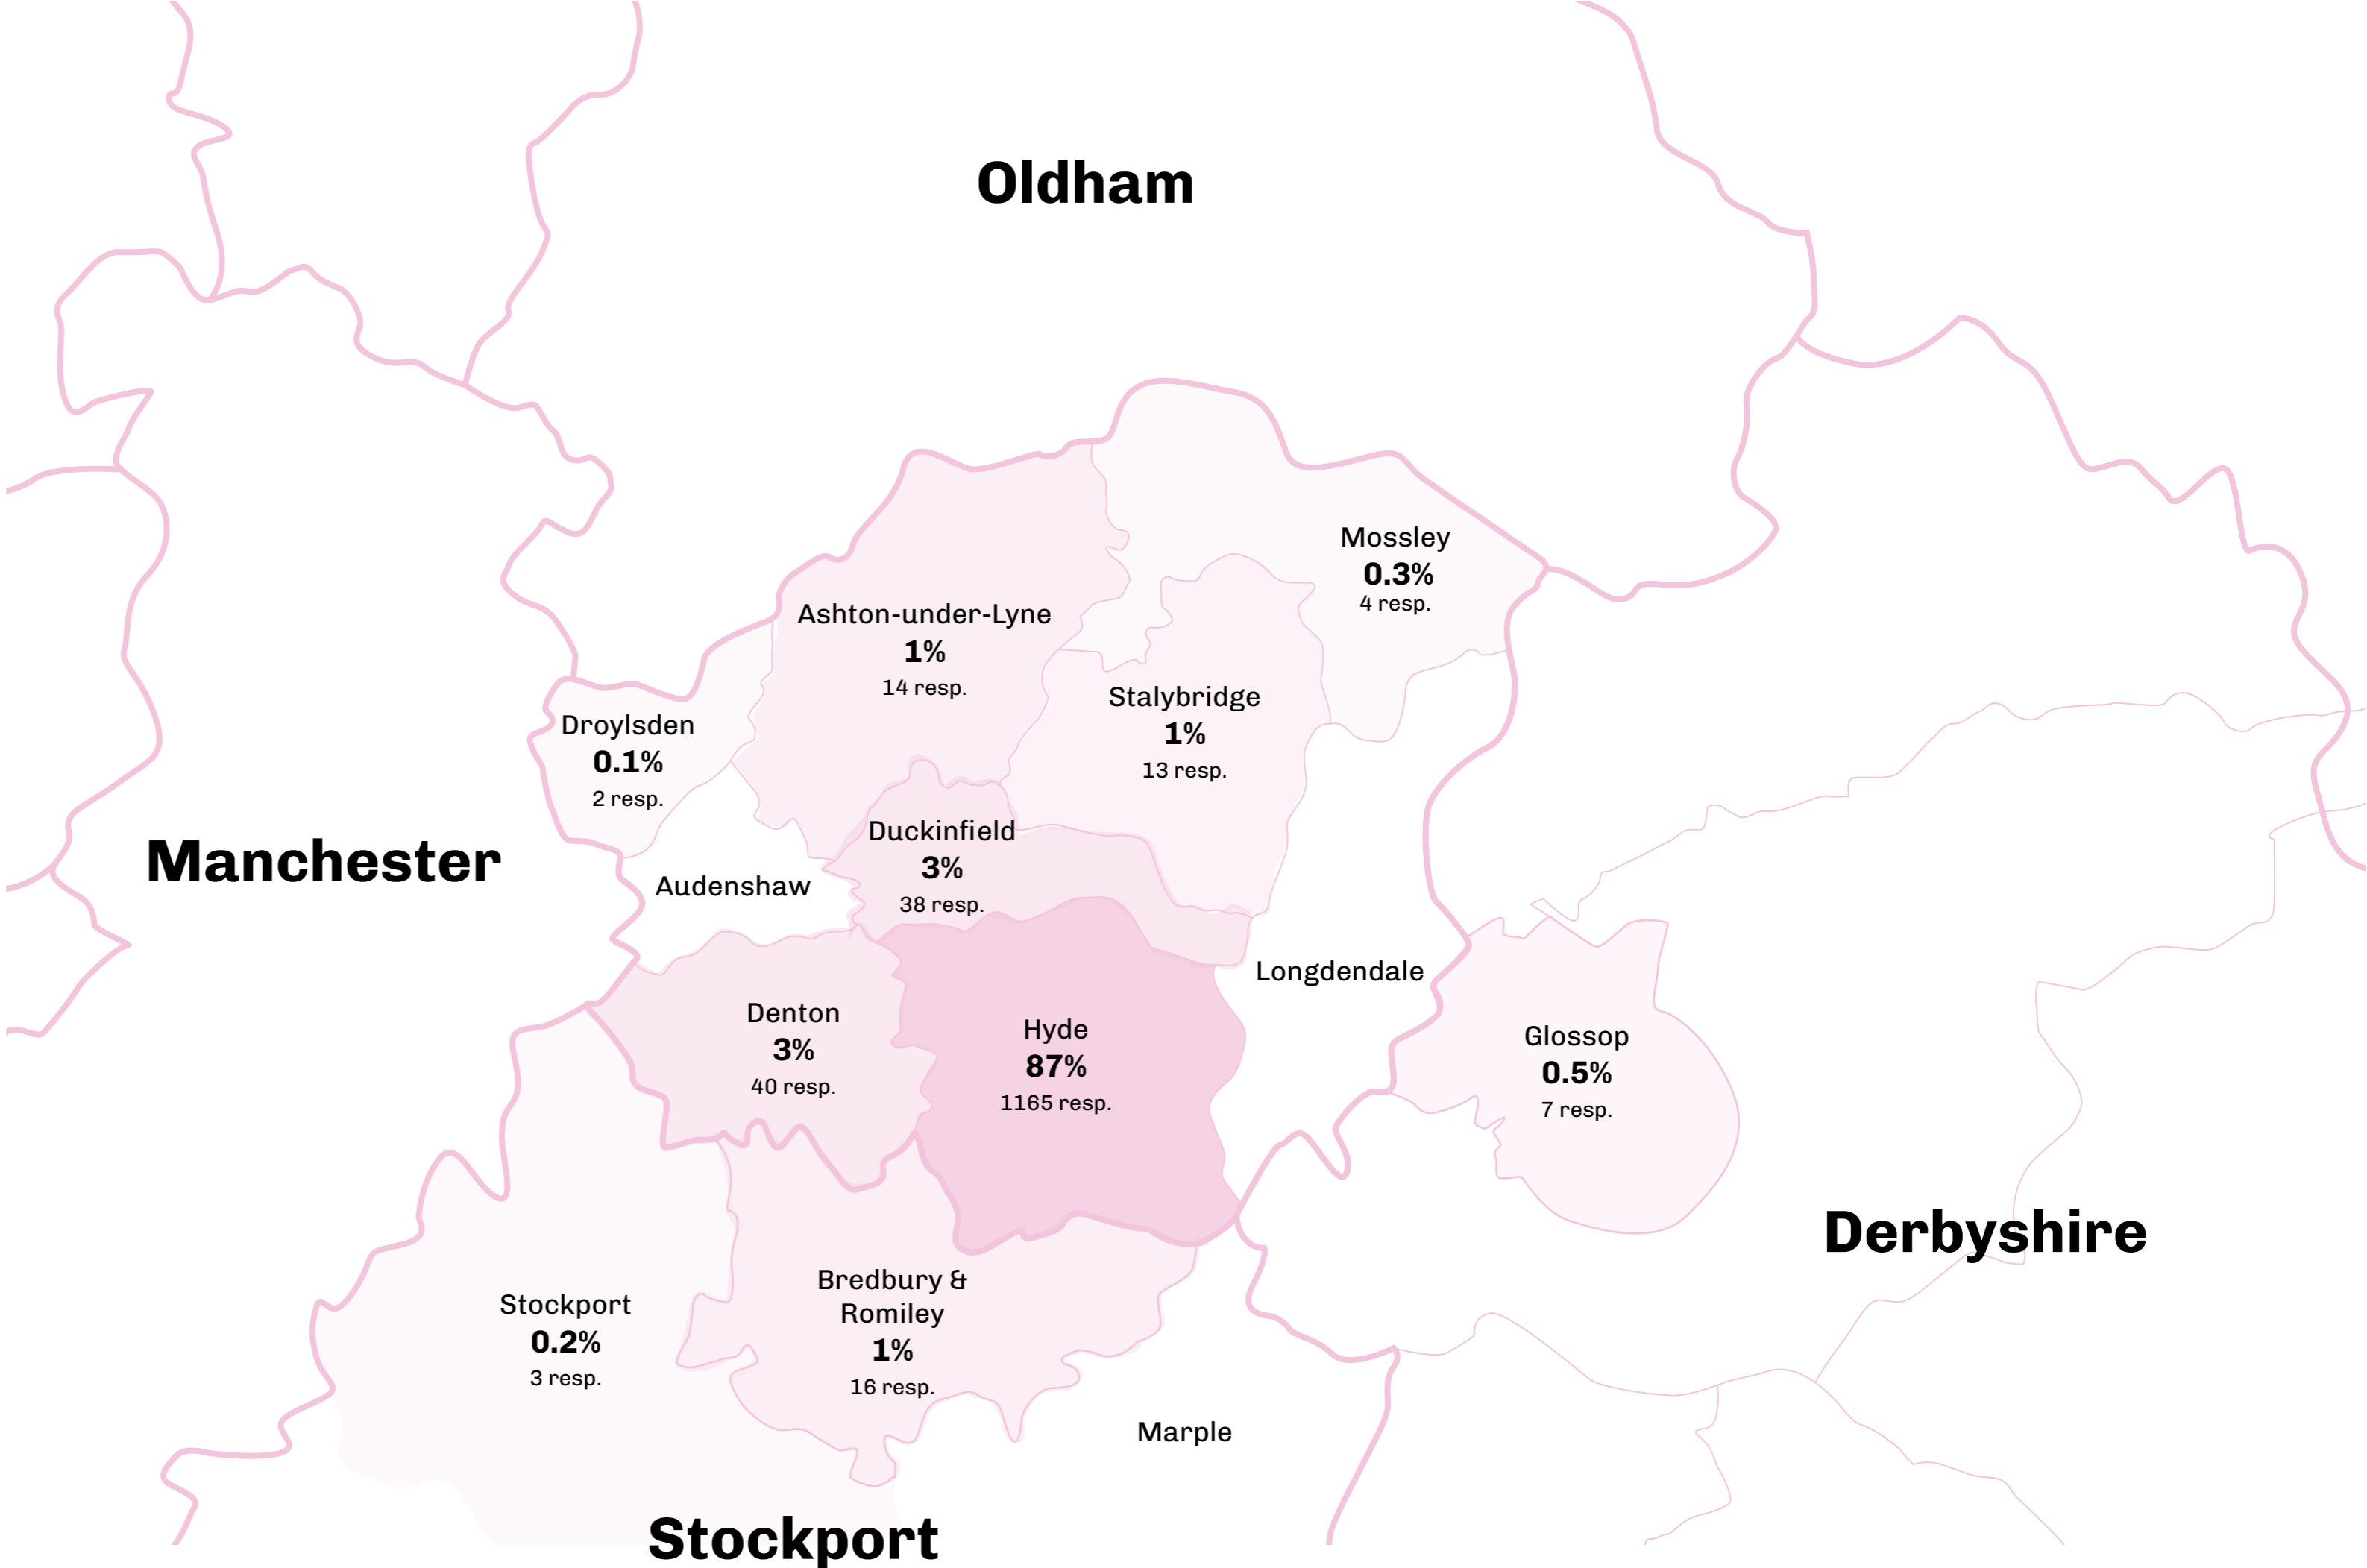 Oldham
Mossley
0.3%
4 resp.
Ashton-under-Lyne
1%
14 resp.
Stalybridge
1%
13 resp.
Droylsden
0.1%
2 resp.
Manchester
Duckinfield
3%
38 resp.
Audenshaw
Longdendale
Denton
3%
40 resp.
Hyde
87%
1165 resp.
Glossop
0.5%
7 resp.
Derbyshire
Bredbury &
Romiley
1%
16 resp.
Stockport
0.2%
3 resp.
Marple
Stockport